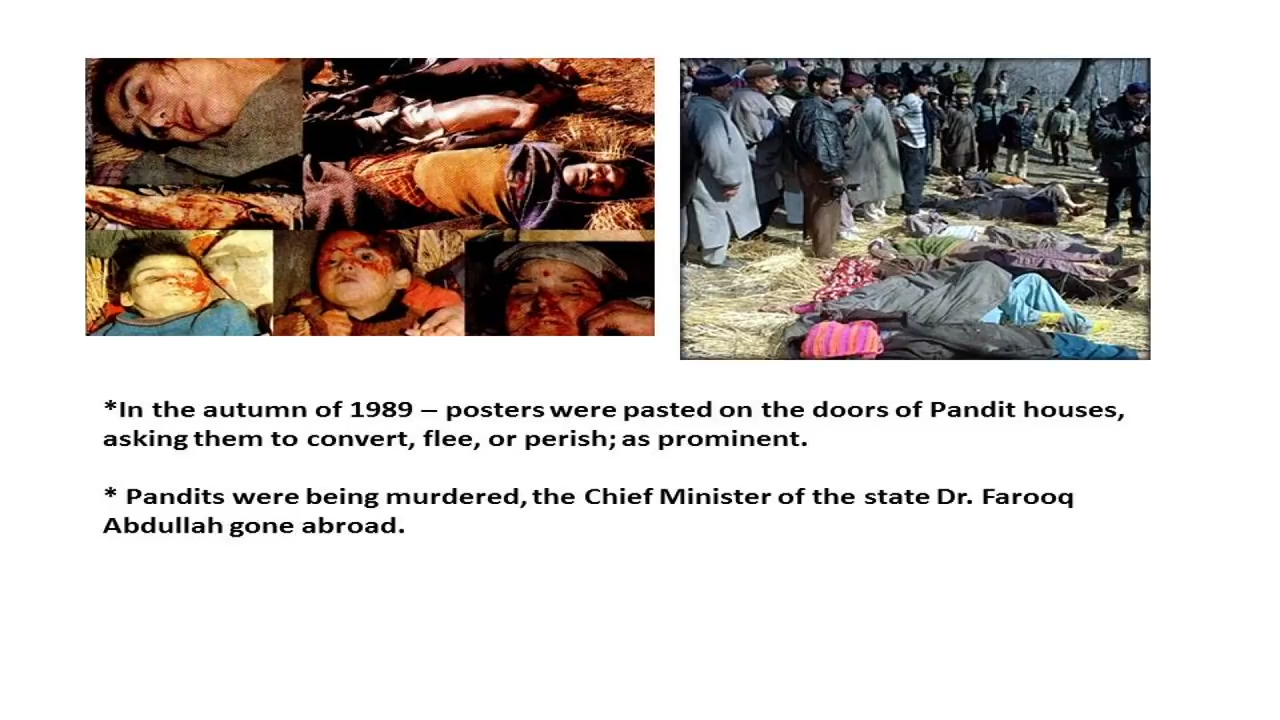 *In the autumn of 1989 – posters were pasted on the doors of Pandit houses,
asking them to convert, flee, or perish; as prominent.
* Pandits were being murdered, the Chief Minister of the state Dr. Farooq
Abdullah gone abroad.